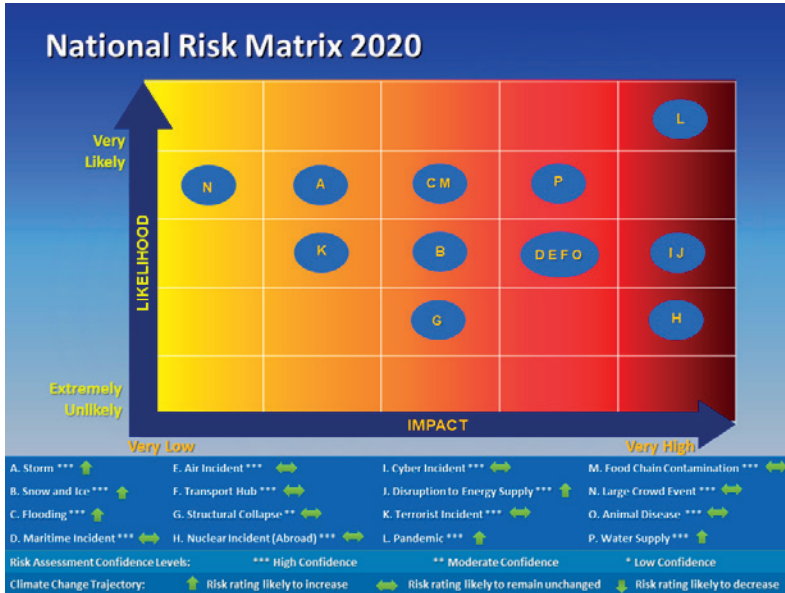 National Risk Matrix 2020
Very
Likely
LIKELIHOOD
L
N
A
C M
P
K
B
D E F O
I J
G
H
Extremely
Unlikely
IMPACT
Very Low
Very High
A. Storm ***
E. Air Incident ***
I. Cyber Incident ***
M. Food Chain Contamination ***
B. Snow and Ice ***
F. Transport Hub ***
J. Disruption to Energy Supply ***
N. Large Crowd Event ***
C. Flooding ***
G. Structural Collapse **
K. Terrorist Incident ***
O. Animal Disease ***
D. Maritime Incident ***
H. Nuclear Incident (Abroad) ***
L. Pandemic ***
P. Water Supply ***
Risk Assessment Confidence Levels: *** High Confidence ** Moderate Confidence * Low Confidence
Climate Change Trajectory: Risk rating likely to increase Risk rating likely to remain unchanged Risk rating likely to decrease